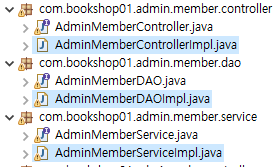 com.bookshop01.admin.member.controller
AdminMemberController.java
AdminMemberControllerImpl.java
com.bookshop01.admin.member.dao
AdminMemberDAO.java
AdminMemberDAOImpl.java
com.bookshop01.admin.member.service
AdminMemberService.java
AdminMemberServiceImpl.java